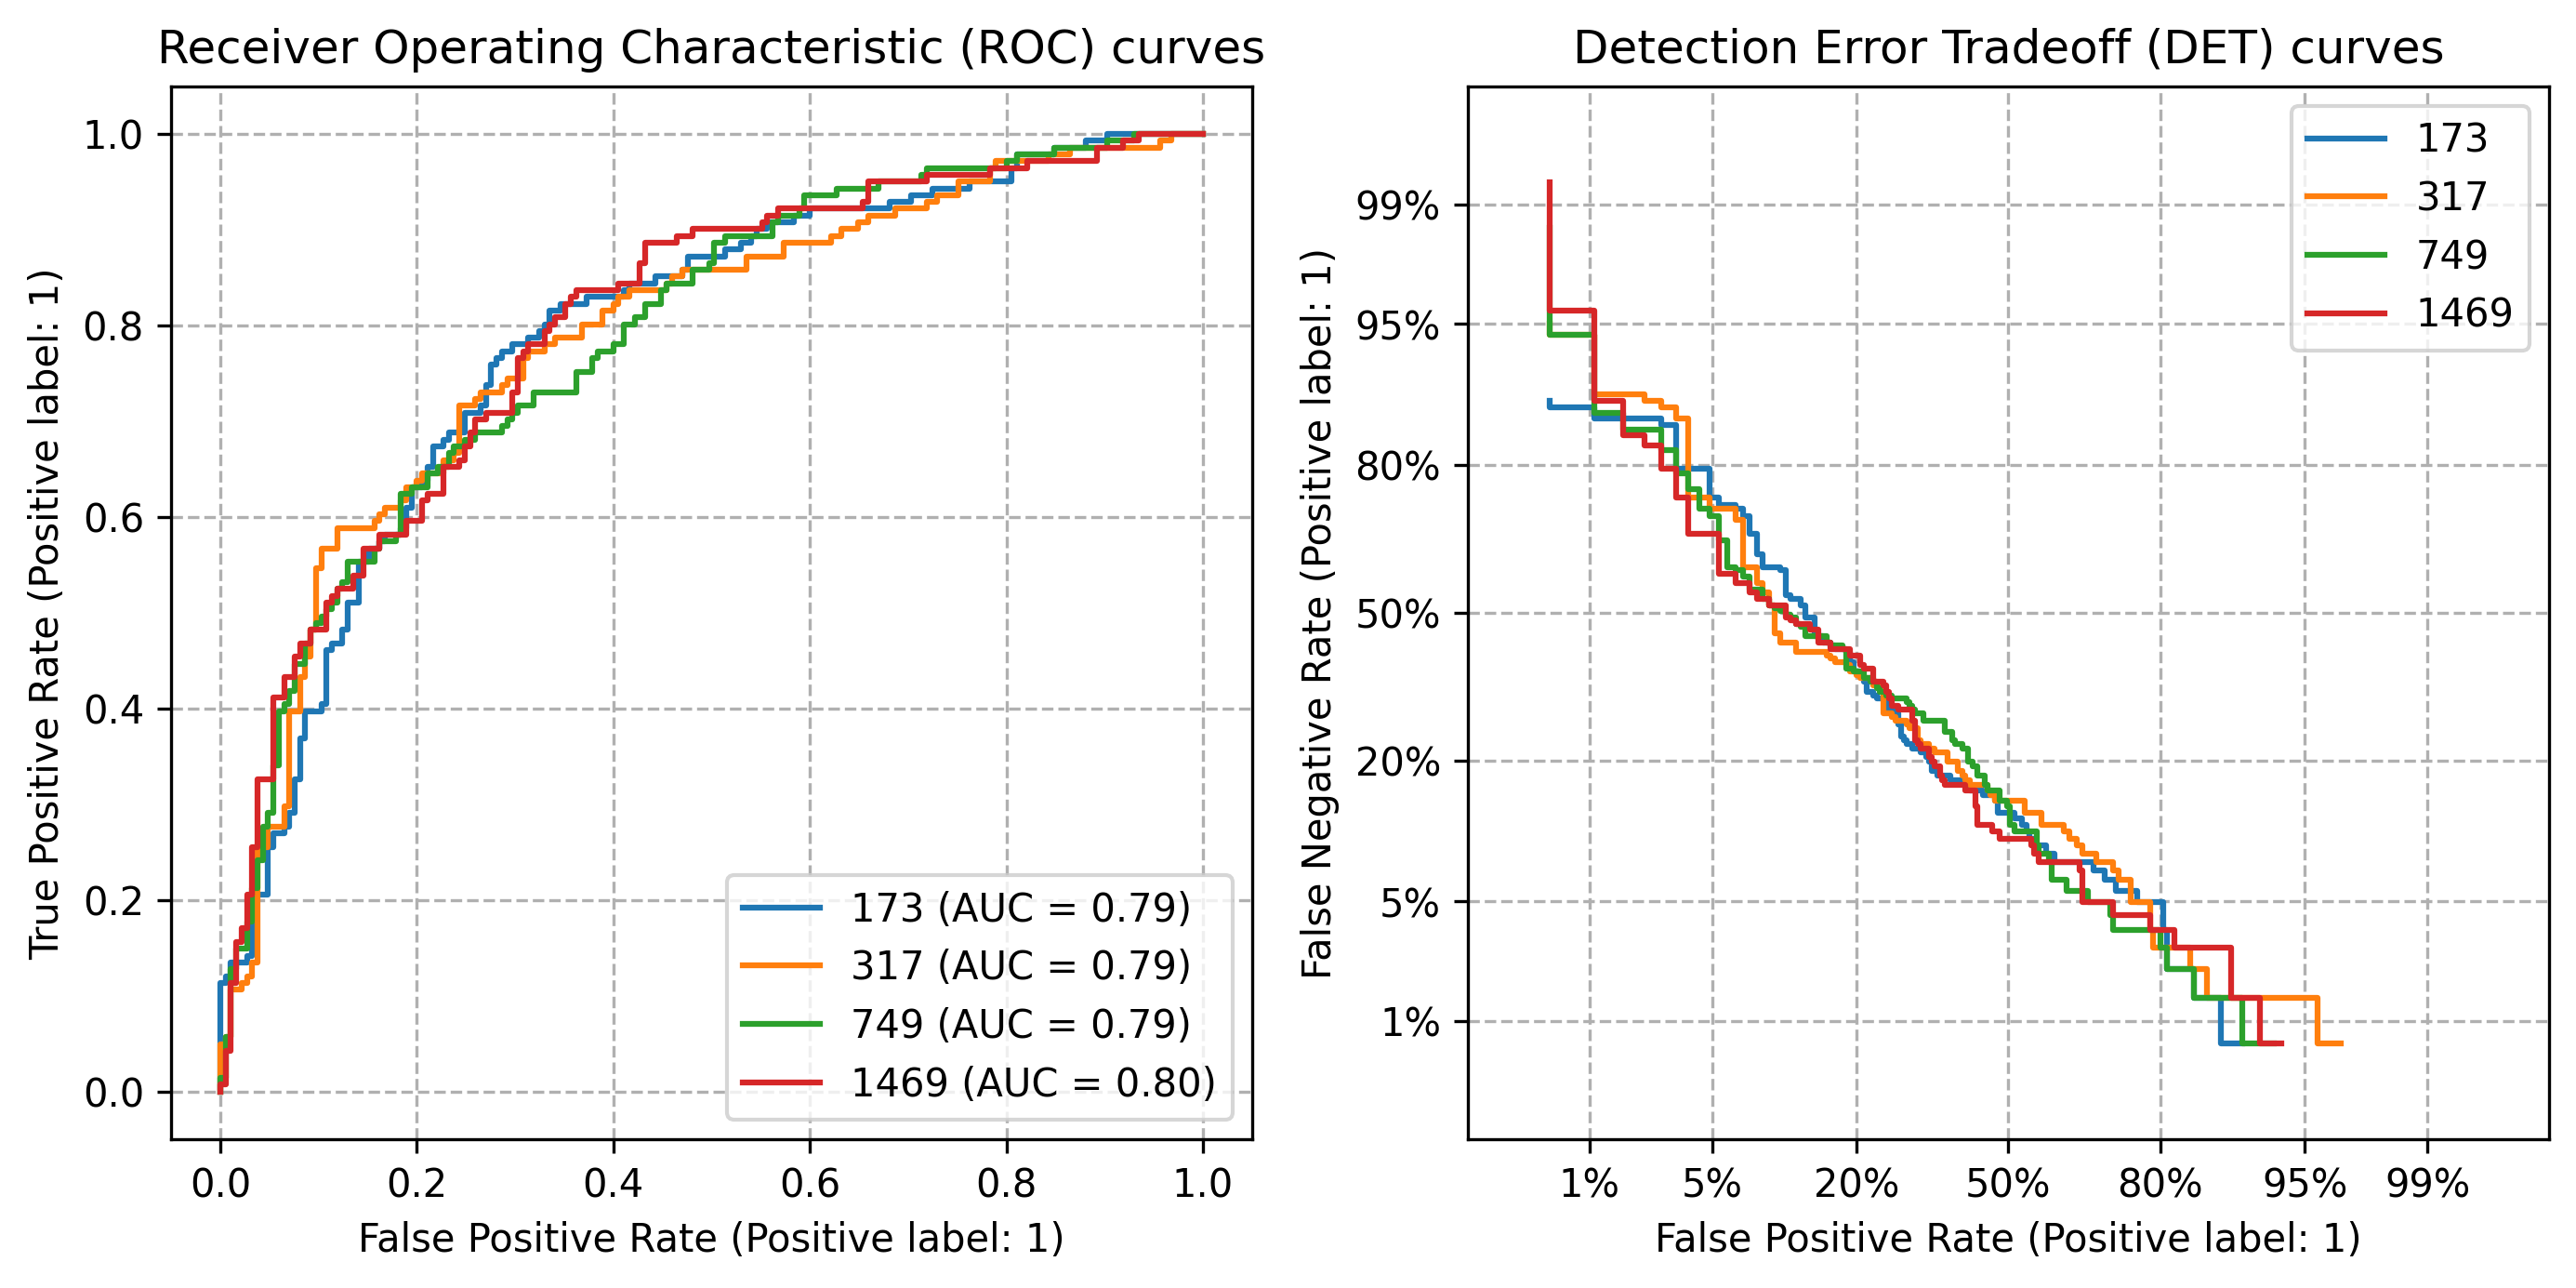 Receiver Operating Characteristic (ROC) curves
True Positive Rate (Positive label: 1)
1.0
0.8
0.6
0.4
0.2
0.0
173 (AUC = 0.79)
317 (AUC = 0.79)
749 (AUC = 0.79)
1469 (AUC = 0.80)
0.0 0.2 0.4 0.6 0.8 1.0
False Positive Rate (Positive label: 1)
Detection Error Tradeoff (DET) curves
False Negative Rate (Positive label: 1)
99%
95%
80%
50%
20%
5%
1%
173
317
749
1469
1% 5% 20% 50% 80% 95% 99%
False Positive Rate (Positive label: 1)